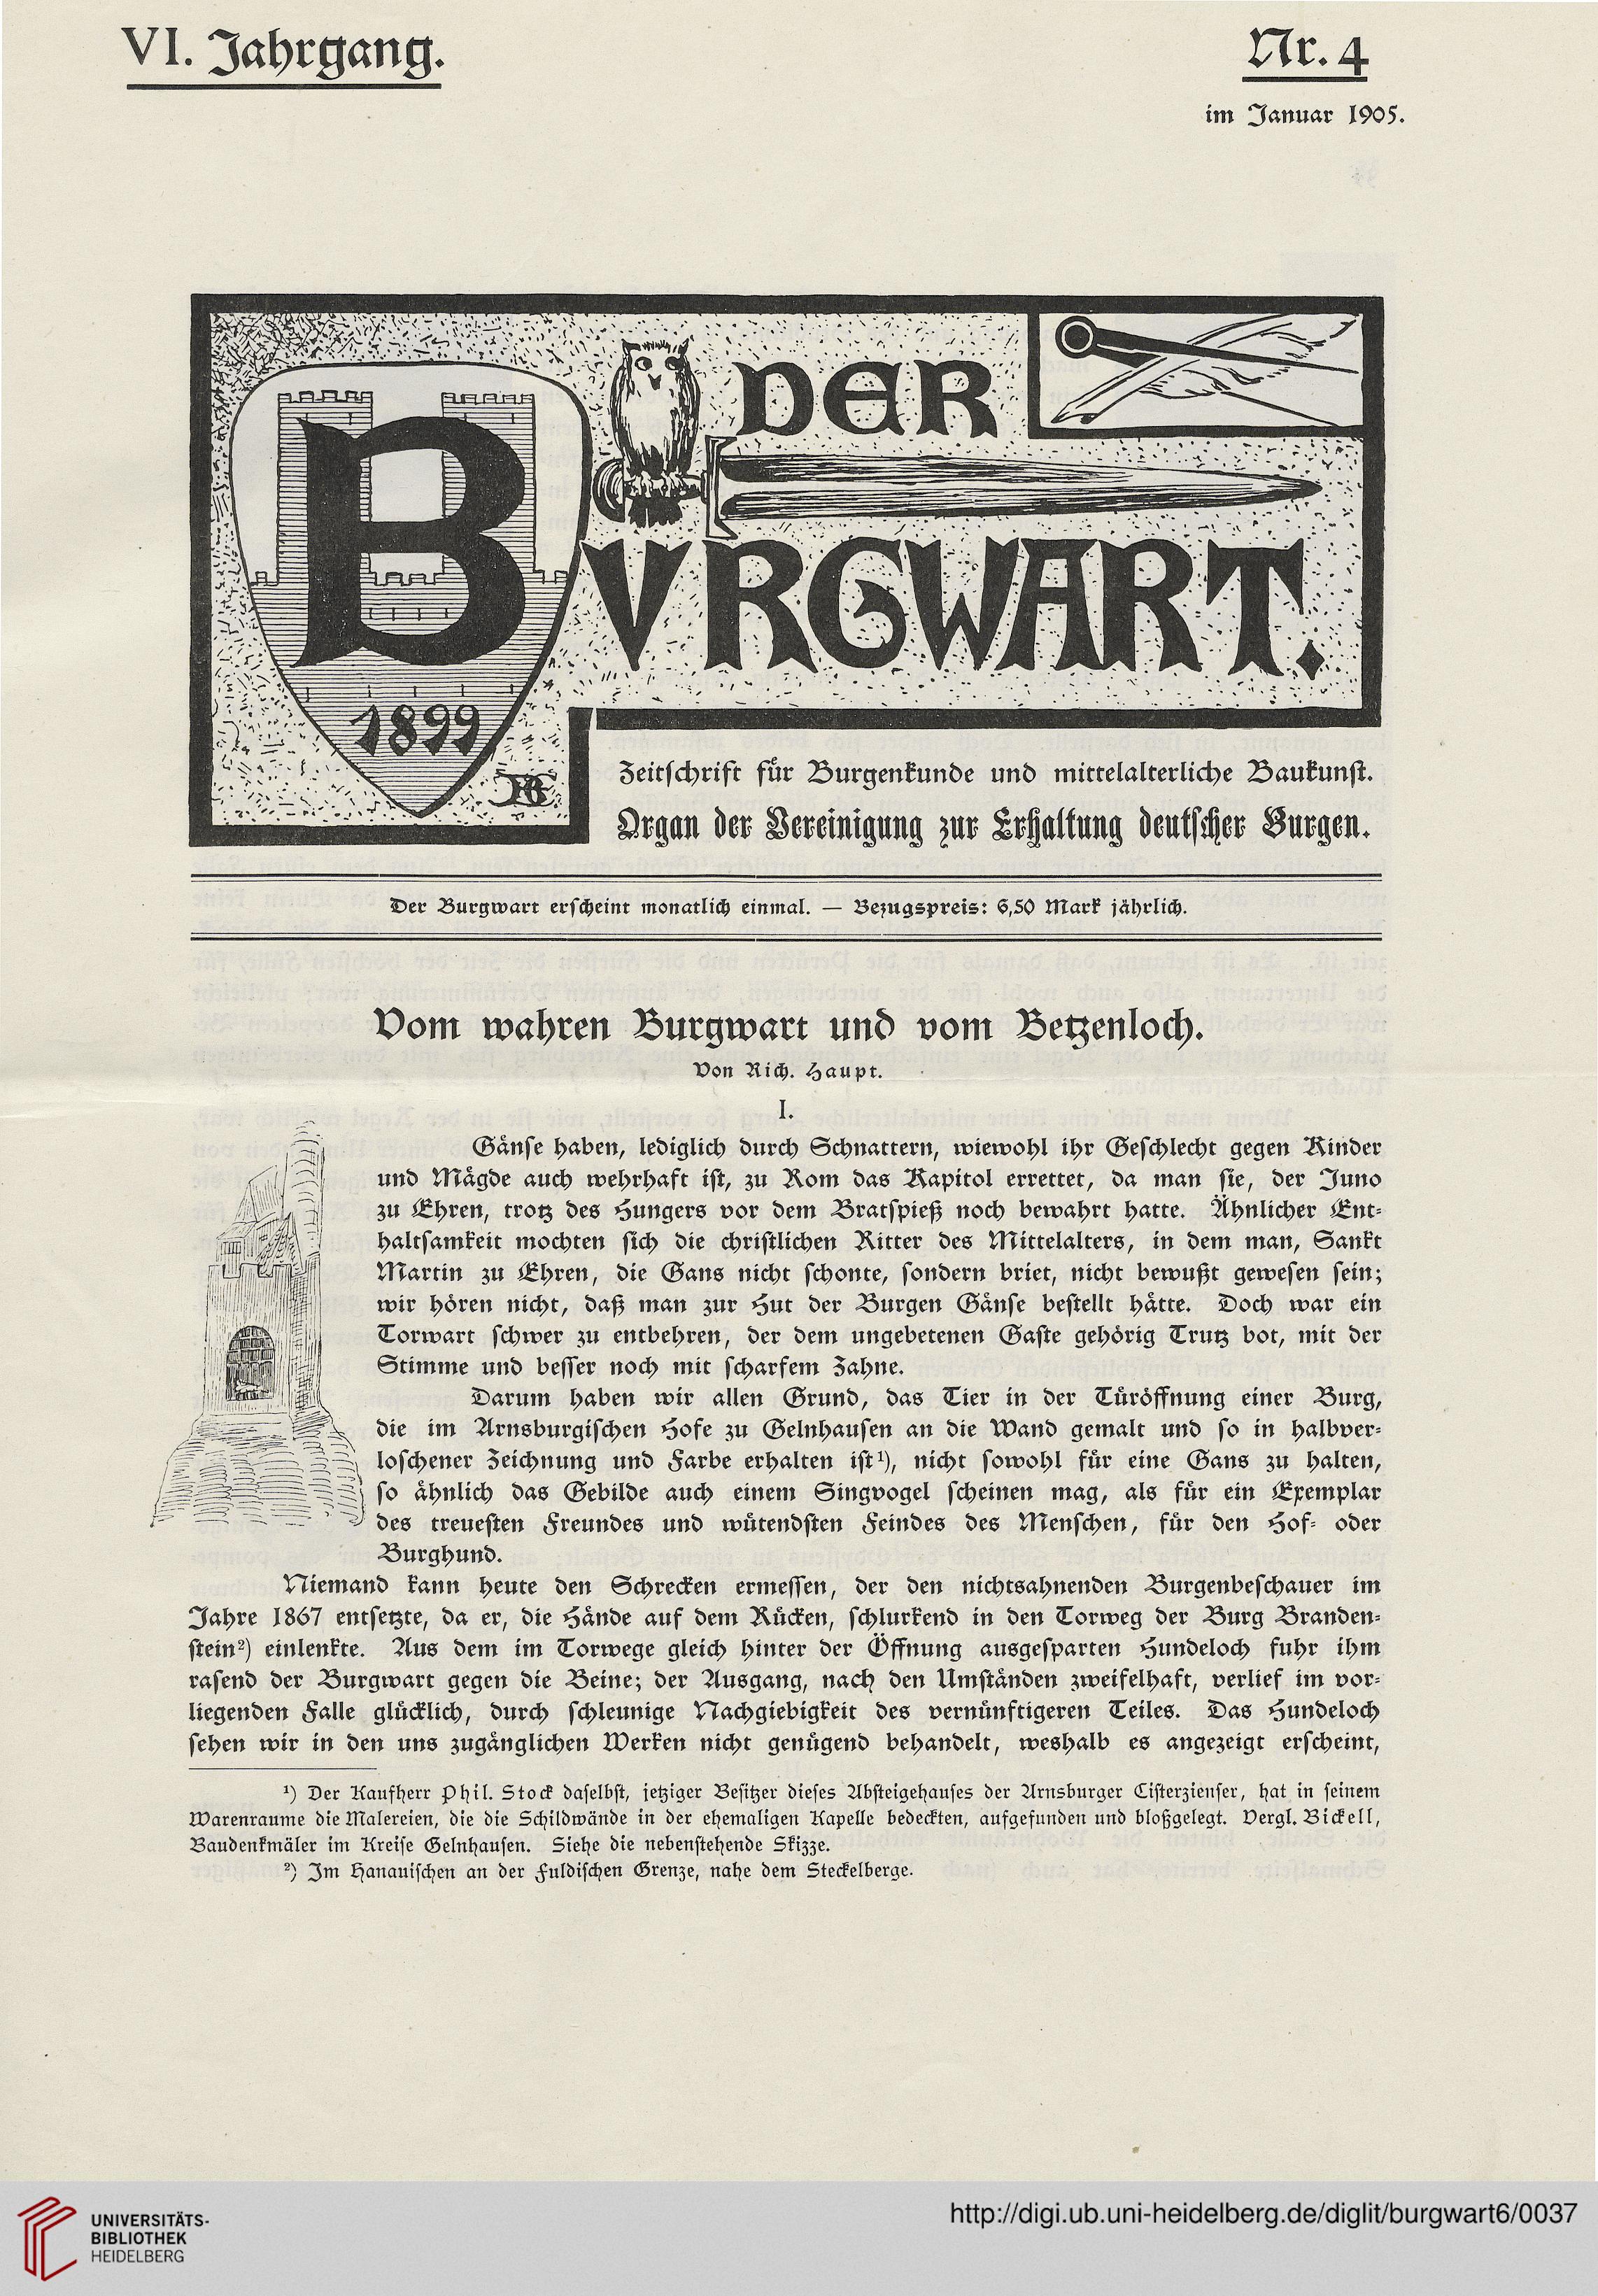 VI. Jahrgang.
Nr. 4
im Januar 1905.
DER
BVRGWART.
1899
Zeitschrift für Burgenkunde und mittelalterliche Baukunst.
Organ der Vereinigung zur Erhaltung deutscher Burgen.
Der Burgwart erscheint monatlich einmal. — Bezugspreis: 6,50 Mark jährlich.
Vom wahren Burgwart und vom Betzenloch.
Von Rich. Haupt.
I.
Gänse haben, lediglich durch Schnattern, wiewohl ihr Geschlecht gegen Kinder
und Mägde auch wehrhaft ist, zu Rom das Kapitol errettet, da man sie, der Juno
zu Ehren, trotz des Hungers vor dem Bratspieß noch bewahrt hatte. Ähnlicher Ent-
haltsamkeit mochten sich die christlichen Ritter des Mittelalters, in dem man, Sankt
Martin zu Ehren, die Gans nicht schonte, sondern briet, nicht bewußt gewesen sein;
wir hören nicht, daß man zur Hut der Burgen Gänse bestellt hätte. Doch war ein
Torwart schwer zu entbehren, der dem ungebetenen Gaste gehörig Trutz bot, mit der
Stimme und besser noch mit scharfem Zahne.
Darum haben wir allen Grund, das Tier in der Türöffnung einer Burg,
die im Arnsburgischen Hofe zu Gelnhausen an die Wand gemalt und so in halbver-
loschener Zeichnung und Farbe erhalten ist¹), nicht sowohl für eine Gans zu halten,
so ähnlich das Gebilde auch einem Singvogel scheinen mag, als für ein Exemplar
des treuesten Freundes und wütendsten Feindes des Menschen, für den Hof- oder
Burghund.
Niemand kann heute den Schrecken ermessen, der den nichtsahnenden Burgenbeschauer im
Jahre 1867 entsetzte, da er, die Hände auf dem Rücken, schlurkend in den Torweg der Burg Branden-
stein²) einlenkte. Aus dem im Torwege gleich hinter der Öffnung ausgesparten Hundeloch fuhr ihm
rasend der Burgwart gegen die Beine; der Ausgang, nach den Umständen zweifelhaft, verlief im vor-
liegenden Falle glücklich, durch schleunige Nachgiebigkeit des vernünftigeren Teiles. Das Hundeloch
sehen wir in den uns zugänglichen Werken nicht genügend behandelt, weshalb es angezeigt erscheint,
¹) Der Kaufherr Phil. Stock daselbst, jetziger Besitzer dieses Absteigehauses der Arnsburger Cisterzienser, hat in seinem
Warenraume die Malereien, die die Schildwände in der ehemaligen Kapelle bedeckten, aufgefunden und bloßgelegt. Vergl. Bickell,
Baudenkmäler im Kreise Gelnhausen. Siehe die nebenstehende Skizze.
²) Im Hanauischen an der Fuldischen Grenze, nahe dem Steckelberge.
UNIVERSITÄTS-
BIBLIOTHEK
HEIDELBERG
http://digi.ub.uni-heidelberg.de/diglit/burgwart6/0037